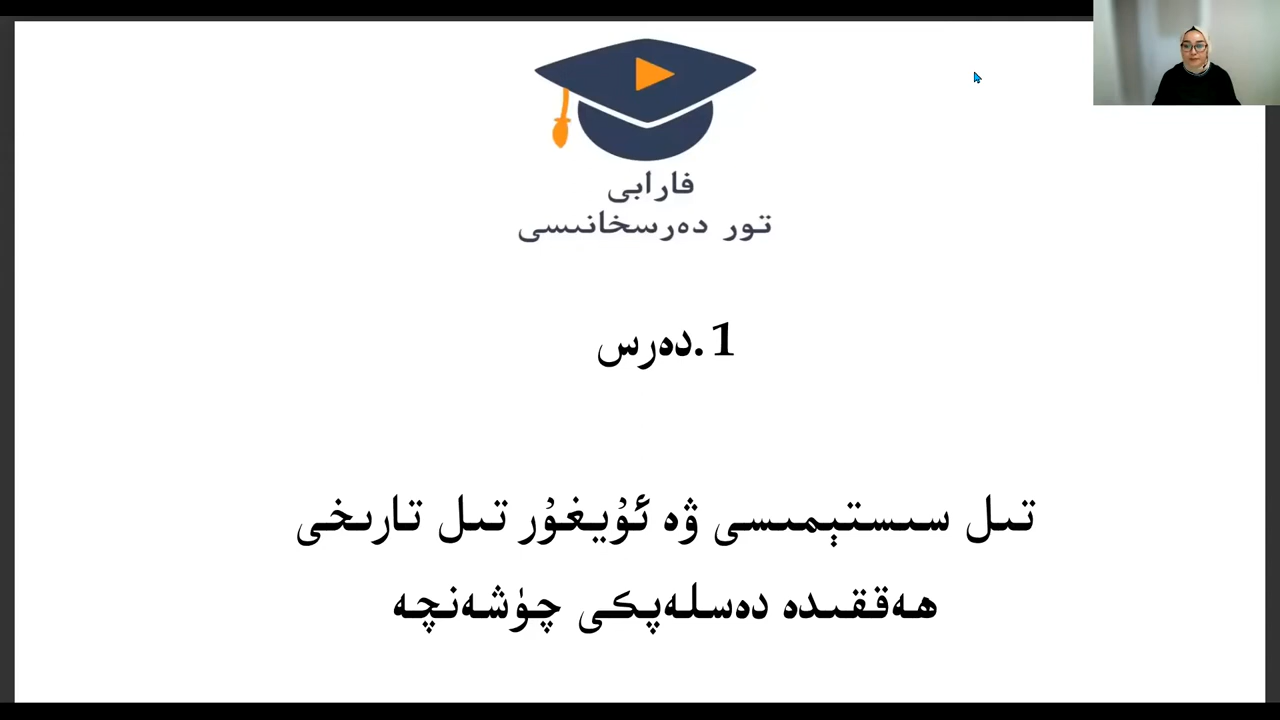 فارابى
تور دەرسخانىسى
1.دەرس
تىل سىستېمىسى ۋە ئۇيغۇر تىل تارىخى
ھەققىدە دەسلەپكى چۈشەنچە